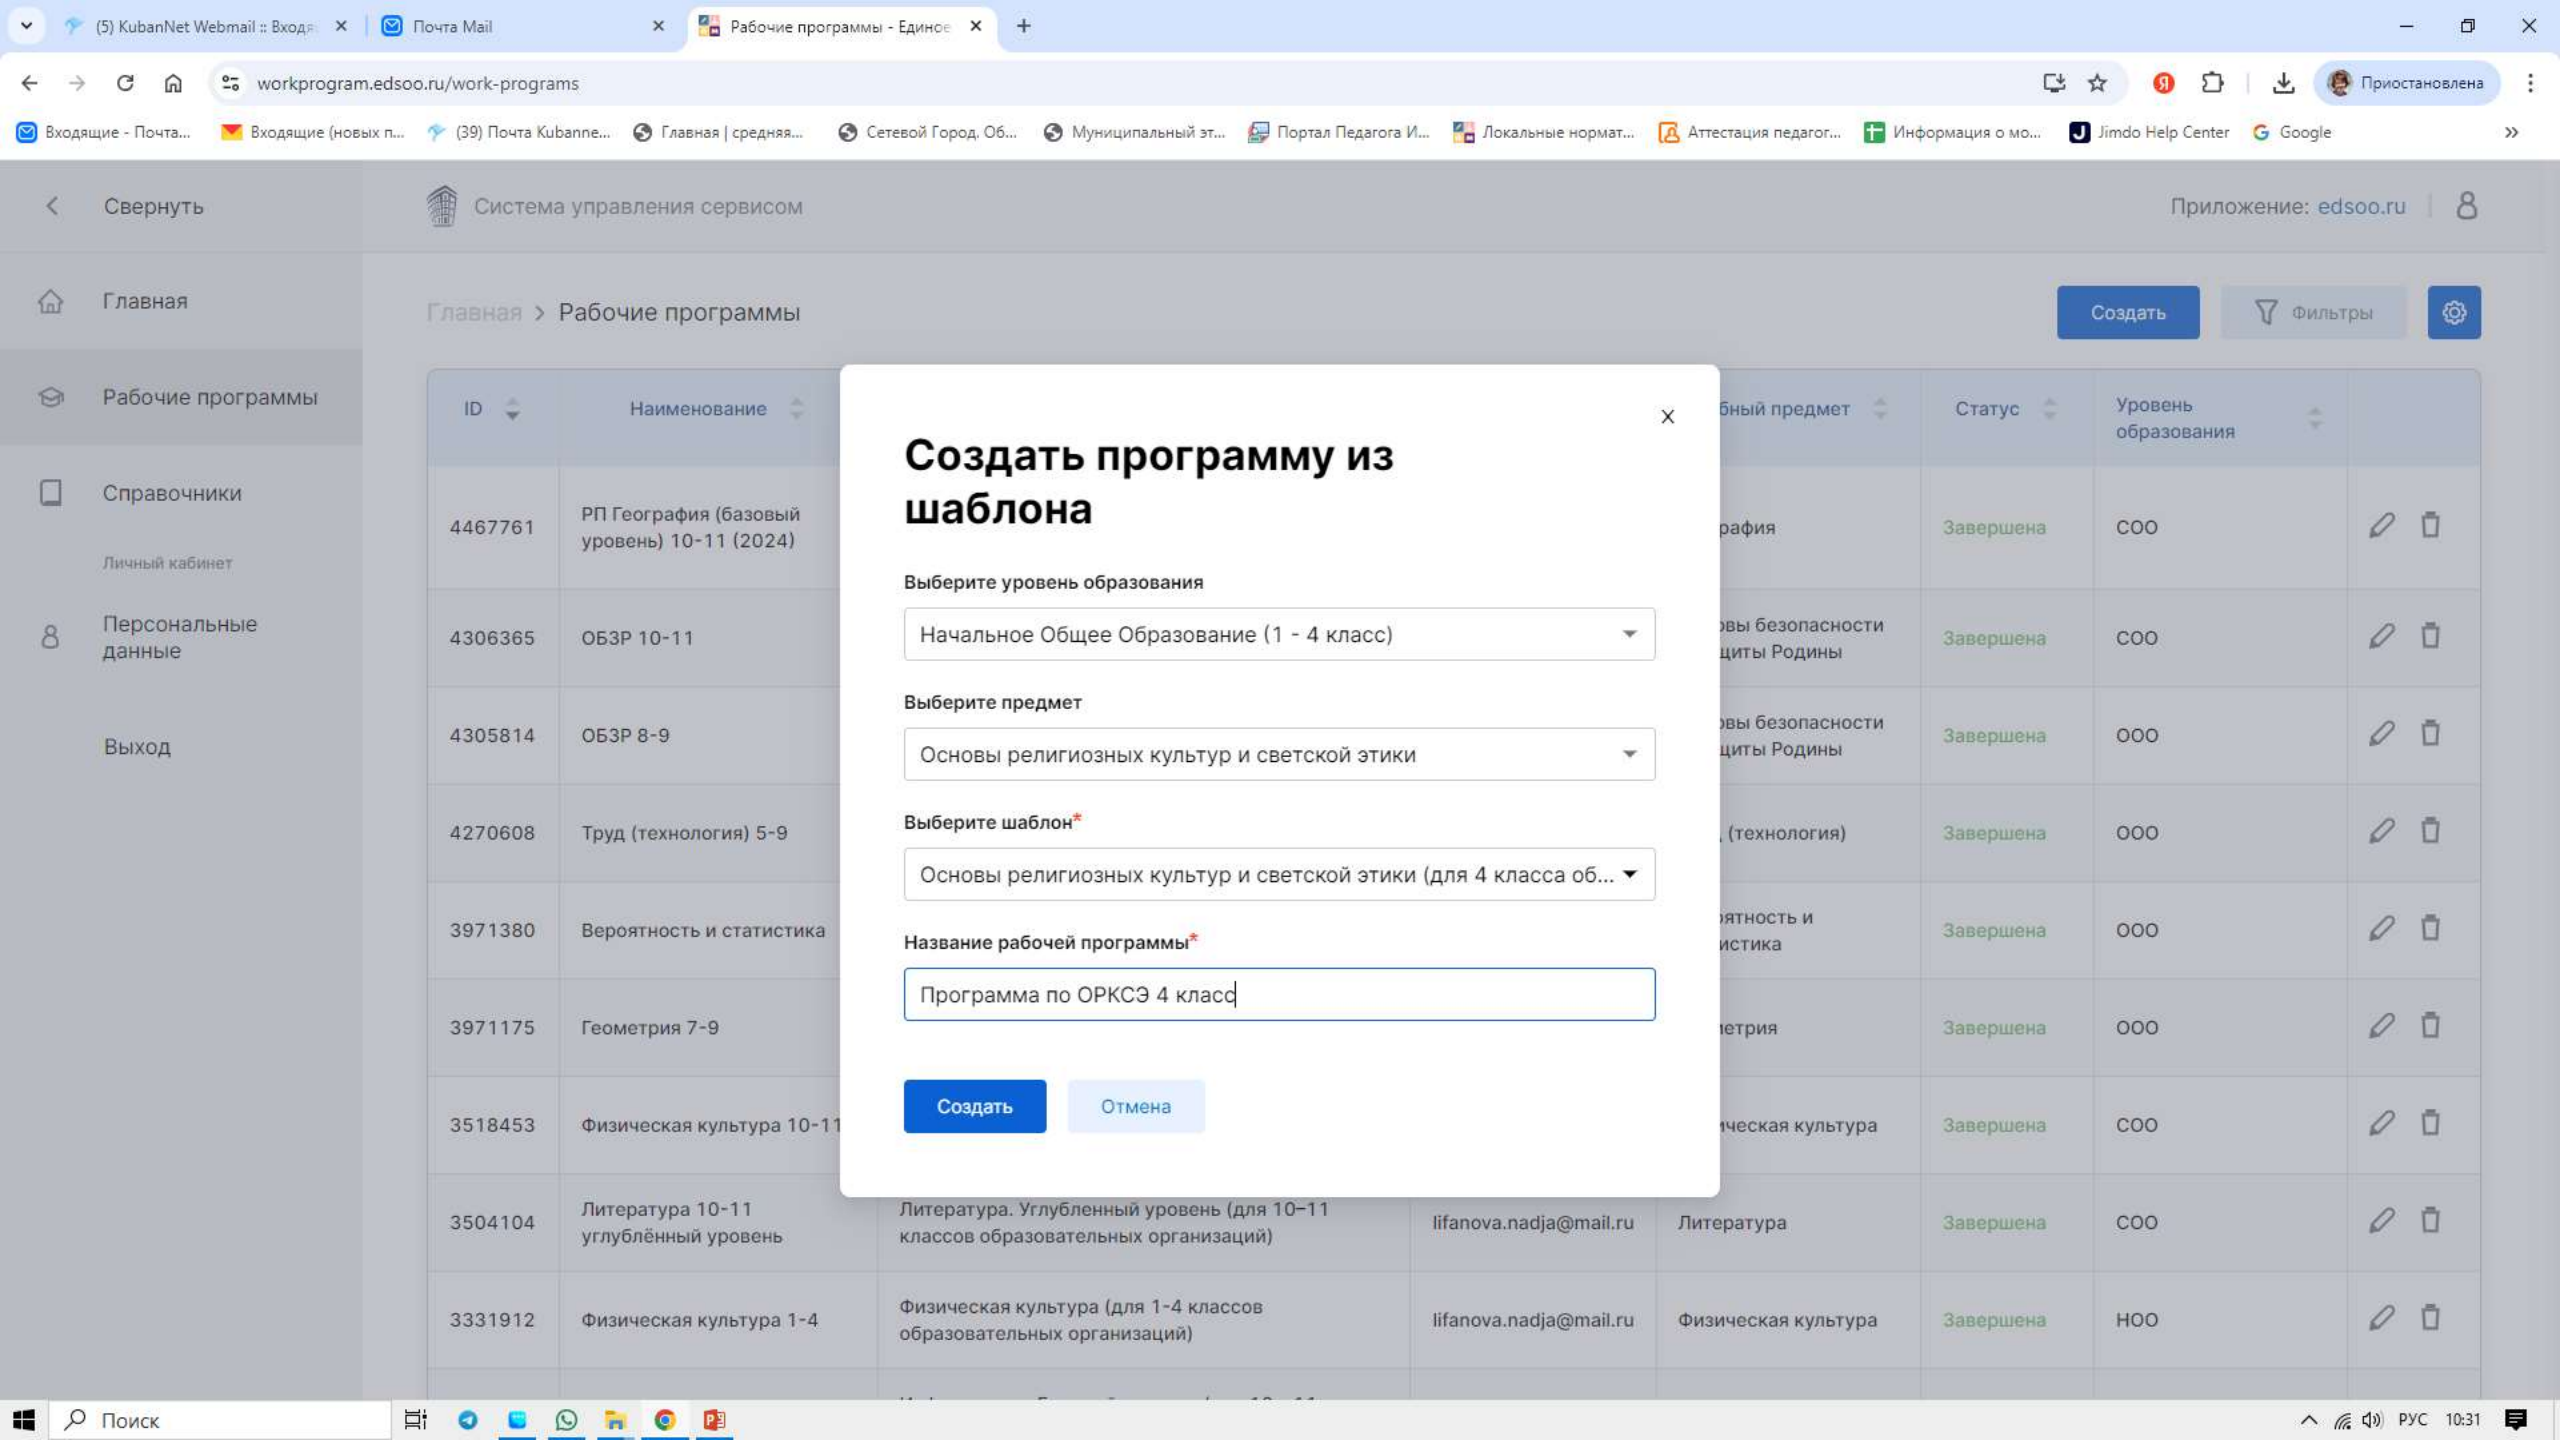 (5) KubanNet Webmail :: Входя
Почта Mail
Рабочие программы - Единое
workprogram.edsoo.ru/work-programs
Приостановлена
Входящие - Почта...
Входящие (новых п...
(39) Почта Kubanne...
Главная | средняя...
Сетевой Город. Об...
Муниципальный эт...
Портал Педагога И...
Локальные нормат...
Аттестация педагог...
Информация о мо...
Jimdo Help Center
Google
Свернуть
Система управления сервисом
Приложение: edsoo.ru
Главная
Рабочие программы
Справочники
Личный кабинет
Персональные
данные
Выход
Главная > Рабочие программы
Создать
Фильтры
ID
Наименование
бный предмет
Статус
Уровень
образования
4467761
РП География (базовый
уровень) 10-11 (2024)
рафия
Завершена
СОО
4306365
ОБЗР 10-11
овы безопасности
щиты Родины
Завершена
СОО
4305814
ОБЗР 8-9
овы безопасности
щиты Родины
Завершена
ООО
4270608
Труд (технология) 5-9
(технология)
Завершена
ООО
3971380
Вероятность и статистика
оятность и
истика
Завершена
ООО
3971175
Геометрия 7-9
етрия
Завершена
ООО
3518453
Физическая культура 10-11
ическая культура
Завершена
СОО
3504104
Литература 10-11
углублённый уровень
Литература. Углубленный уровень (для 10–11
классов образовательных организаций)
lifanova.nadja@mail.ru
Литература
Завершена
СОО
3331912
Физическая культура 1-4
Физическая культура (для 1-4 классов
образовательных организаций)
lifanova.nadja@mail.ru
Физическая культура
Завершена
НОО
Создать программу из
шаблона
Выберите уровень образования
Начальное Общее Образование (1 - 4 класс)
Выберите предмет
Основы религиозных культур и светской этики
Выберите шаблон*
Основы религиозных культур и светской этики (для 4 класса об...
Название рабочей программы*
Программа по ОРКСЭ 4 класс
Создать
Отмена
Поиск
РУС
10:31